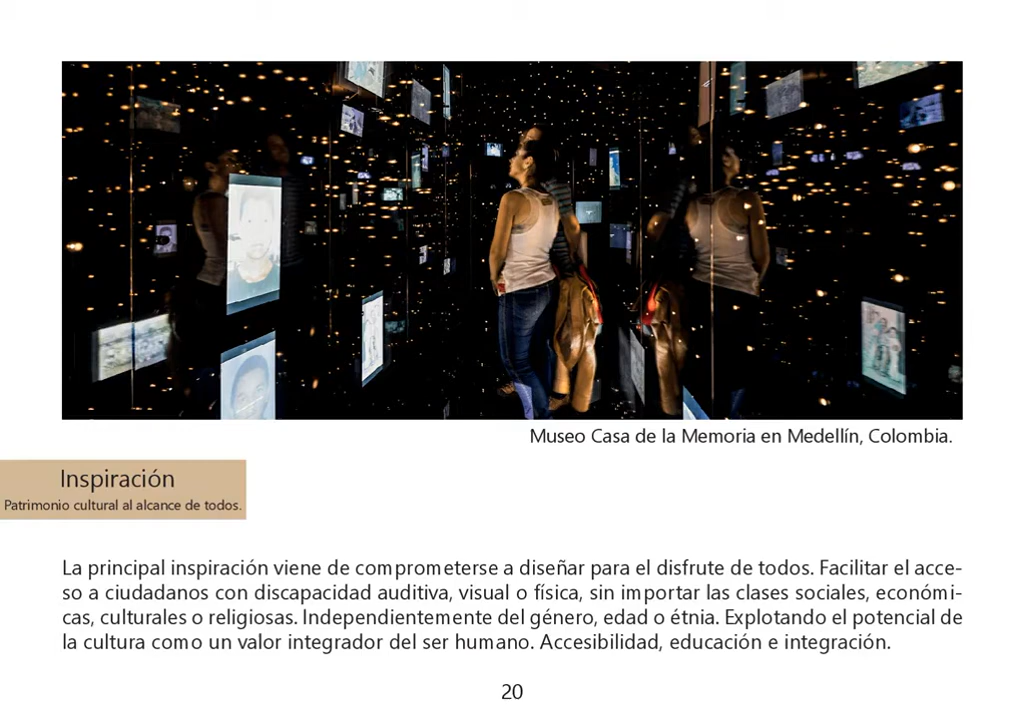 Museo Casa de la Memoria en Medellín, Colombia.
Inspiración
Patrimonio cultural al alcance de todos.
La principal inspiración viene de comprometerse a diseñar para el disfrute de todos. Facilitar el acce-
so a ciudadanos con discapacidad auditiva, visual o física, sin importar las clases sociales, económi-
cas, culturales o religiosas. Independientemente del género, edad o étnia. Explotando el potencial de
la cultura como un valor integrador del ser humano. Accesibilidad, educación e integración.
20